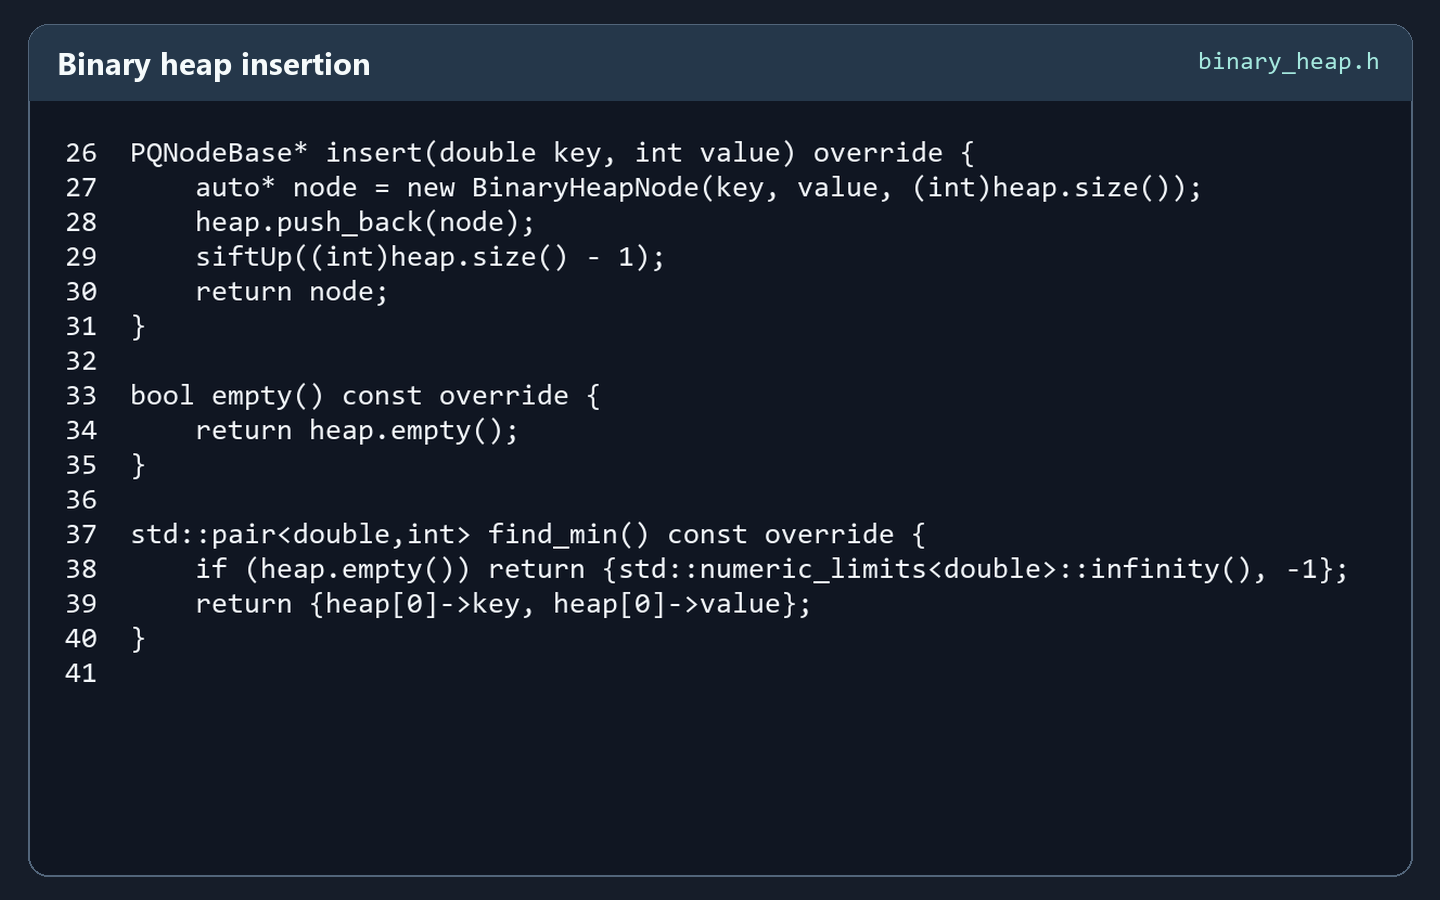 Binary heap insertion
binary_heap.h
26 PQNodeBase* insert(double key, int value) override {
27     auto* node = new BinaryHeapNode(key, value, (int)heap.size());
28     heap.push_back(node);
29     siftUp((int)heap.size() - 1);
30     return node;
31 }
32
33 bool empty() const override {
34     return heap.empty();
35 }
36
37 std::pair<double,int> find_min() const override {
38     if (heap.empty()) return {std::numeric_limits<double>::infinity(), -1};
39     return {heap[0]->key, heap[0]->value};
40 }
41